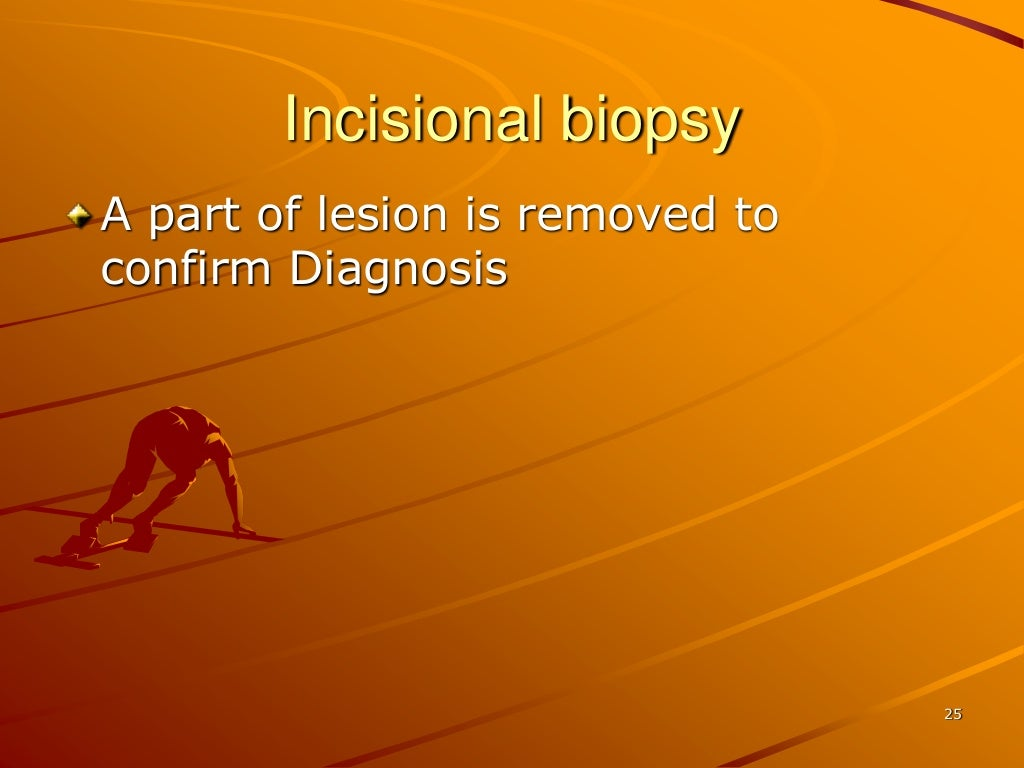 Incisional biopsy
A part of lesion is removed to
confirm Diagnosis
25